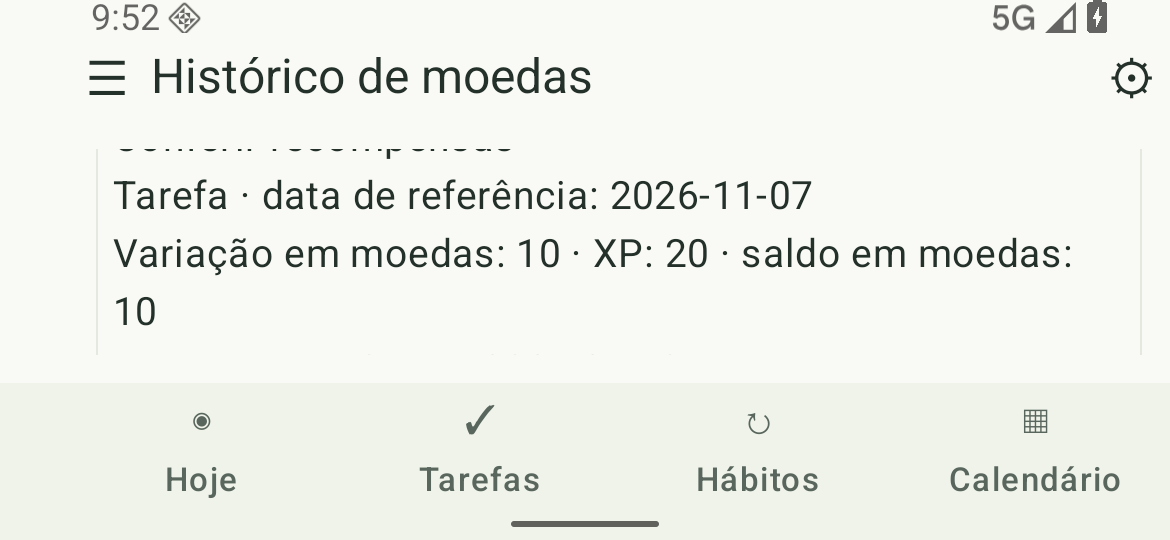 9:52
5G
Histórico de moedas
Tarefa · data de referência: 2026-11-07
Variação em moedas: 10 · XP: 20 · saldo em moedas:
10
Hoje
Tarefas
Hábitos
Calendário